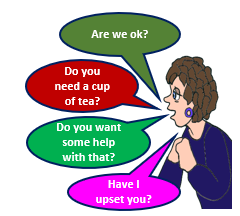 Are we ok?
Do you
need a cup
of tea?
Do you want
some help
with that?
Have I
upset you?